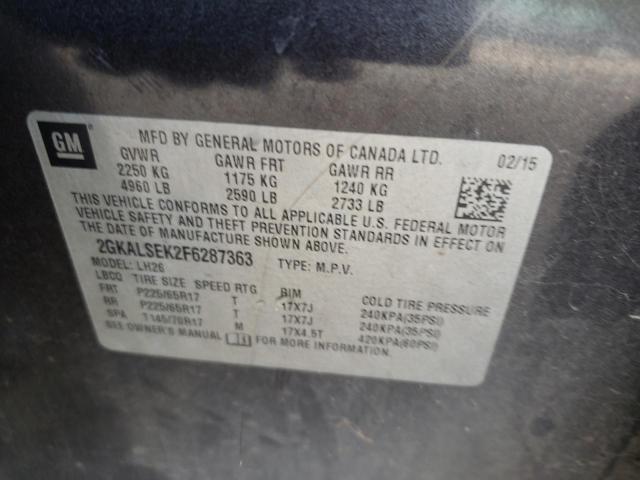 GM ® MFD BY GENERAL MOTORS OF CANADA LTD. 02/15
GVWR GAWR FRT GAWR RR
2250 KG 1175 KG 1240 KG
4960 LB 2590 LB 2733 LB
THIS VEHICLE CONFORMS TO ALL APPLICABLE U.S. FEDERAL MOTOR
VEHICLE SAFETY AND THEFT PREVENTION STANDARDS IN EFFECT ON
THE DATE OF MANUFACTURE SHOWN ABOVE.
2GKALSEK2F6287363 TYPE: M.P.V.
MODEL: LH26
LBCQ TIRE SIZE SPEED RTG RIM COLD TIRE PRESSURE
FRT P225/65R17 T 17X7J 240KPA(35PSI)
RR P225/65R17 T 17X7J 240KPA(35PSI)
SPA T145/70R17 M 17X4.5T 420KPA(60PSI)
SEE OWNER'S MANUAL FOR MORE INFORMATION.